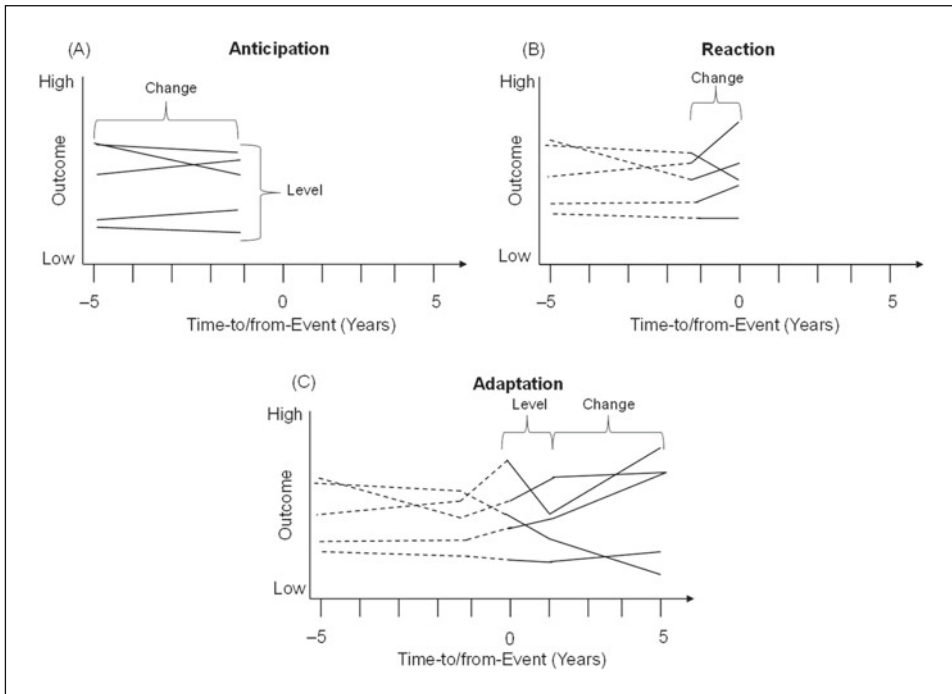 (A)
Anticipation
High
Change
Outcome
Level
Low
–5 0 5
Time-to/from-Event (Years)
(B)
Reaction
High
Change
Outcome
Low
–5 0 5
Time-to/from-Event (Years)
(C)
Adaptation
High
Level Change
Outcome
Low
–5 0 5
Time-to/from-Event (Years)